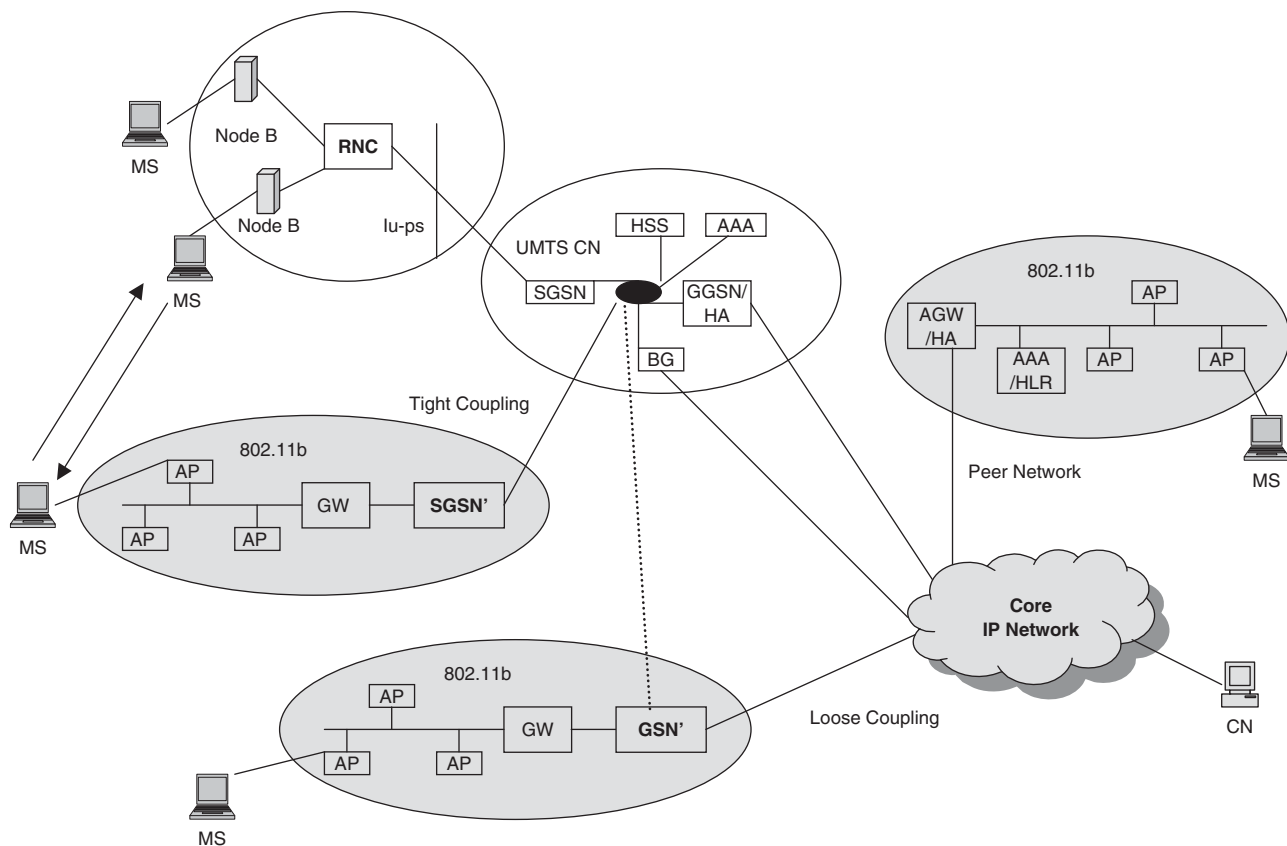 Node B
MS
RNC
Node B
Iu-ps
MS
UMTS CN
HSS
AAA
SGSN
GGSN/
HA
BG
802.11b
AP
AGW
/HA
AAA
/HLR
AP
AP
MS
Peer Network
Tight Coupling
802.11b
AP
GW
SGSN’
AP
AP
MS
Core
IP Network
802.11b
AP
GW
GSN’
AP
AP
MS
Loose Coupling
CN